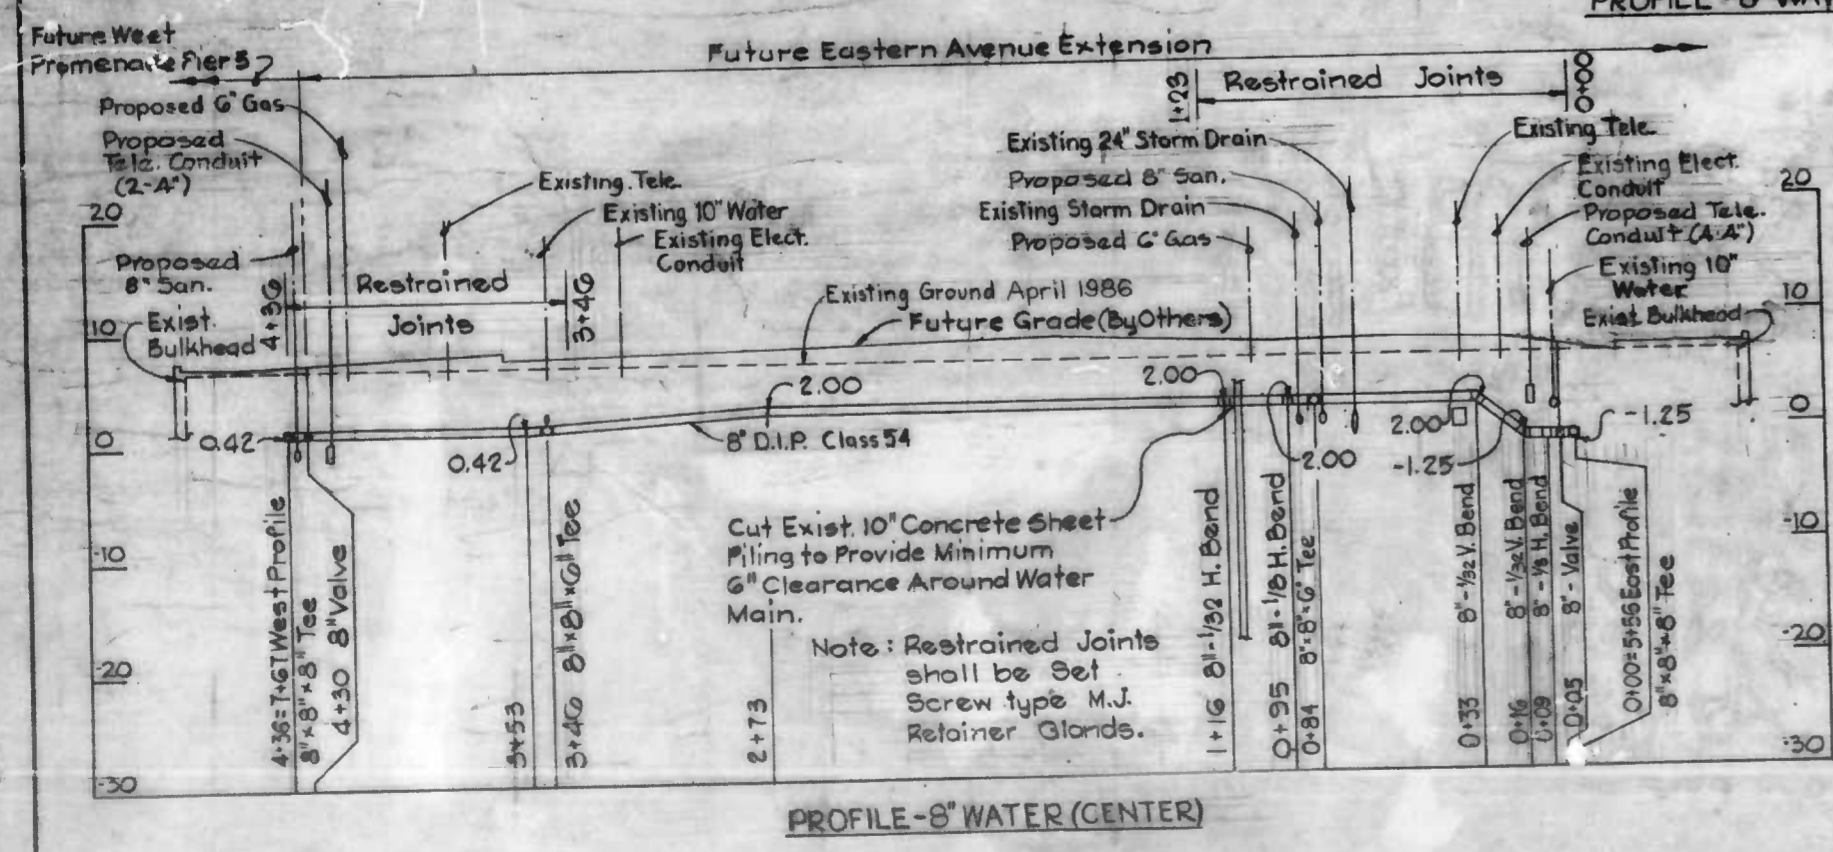 Future West
Promenade Pier 5
Future Eastern Avenue Extension
1+23
Restrained Joints
0+00
Proposed 6" Gas
Proposed
Tele. Conduit
(2-4")
Existing Tele.
Existing 10" Water
Existing Elect.
Conduit
Existing 24" Storm Drain
Proposed 8" San.
Existing Storm Drain
Proposed 6" Gas
Existing Tele.
Existing Elect.
Conduit
Proposed Tele.
Conduit (4-4")
Existing 10"
Water
Exist. Bulkhead
20
10
0
-10
-20
-30
Proposed
8" San.
Exist.
Bulkhead
4+36
Restrained
Joints
3+46
Existing Ground April 1986
Future Grade (By Others)
0.42
0.42
2.00
8" D.I.P. Class 54
2.00
2.00
2.00
-1.25
-1.25
20
10
0
-10
-20
-30
Cut Exist. 10" Concrete Sheet
Piling to Provide Minimum
6" Clearance Around Water
Main.
Note: Restrained Joints
shall be Set
Screw type M.J.
Retainer Glands.
4+36=7+67 West Profile
8"x8"x8" Tee
4+30 8" Valve
3+53
3+46 8"x8"x6" Tee
2+73
1+16 8"-1/32 H. Bend
0+95 8"-1/8 H. Bend
0+84 8"x8"x6" Tee
0+33 8"-1/32 V. Bend
0+16 8"-1/32 V. Bend
0+09 8"-1/8 H. Bend
0+05 8"-Valve
0+00=5+56 East Profile
8"x8"x8" Tee
PROFILE-8" WATER (CENTER)